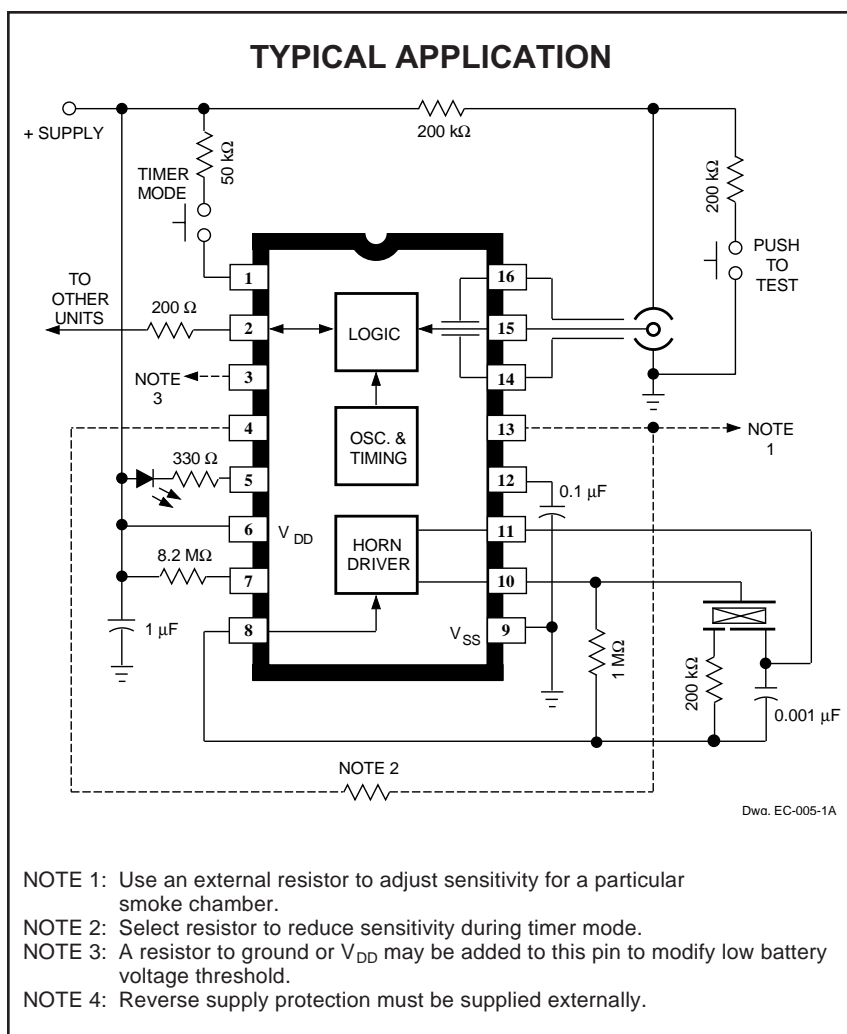 TYPICAL APPLICATION
+ SUPPLY
200 kΩ
50 kΩ
TIMER
MODE
200 kΩ
PUSH
TO
TEST
TO
OTHER
UNITS
200 Ω
NOTE
3
330 Ω
8.2 MΩ
1 µF
1
2
3
4
5
6
7
8
V DD
LOGIC
OSC. &
TIMING
HORN
DRIVER
VSS
16
15
14
13
12
11
10
9
NOTE
1
0.1 µF
1 MΩ
200 kΩ
0.001 µF
NOTE 2
Dwg. EC-005-1A
NOTE 1: Use an external resistor to adjust sensitivity for a particular
smoke chamber.
NOTE 2: Select resistor to reduce sensitivity during timer mode.
NOTE 3: A resistor to ground or VDD may be added to this pin to modify low battery
voltage threshold.
NOTE 4: Reverse supply protection must be supplied externally.